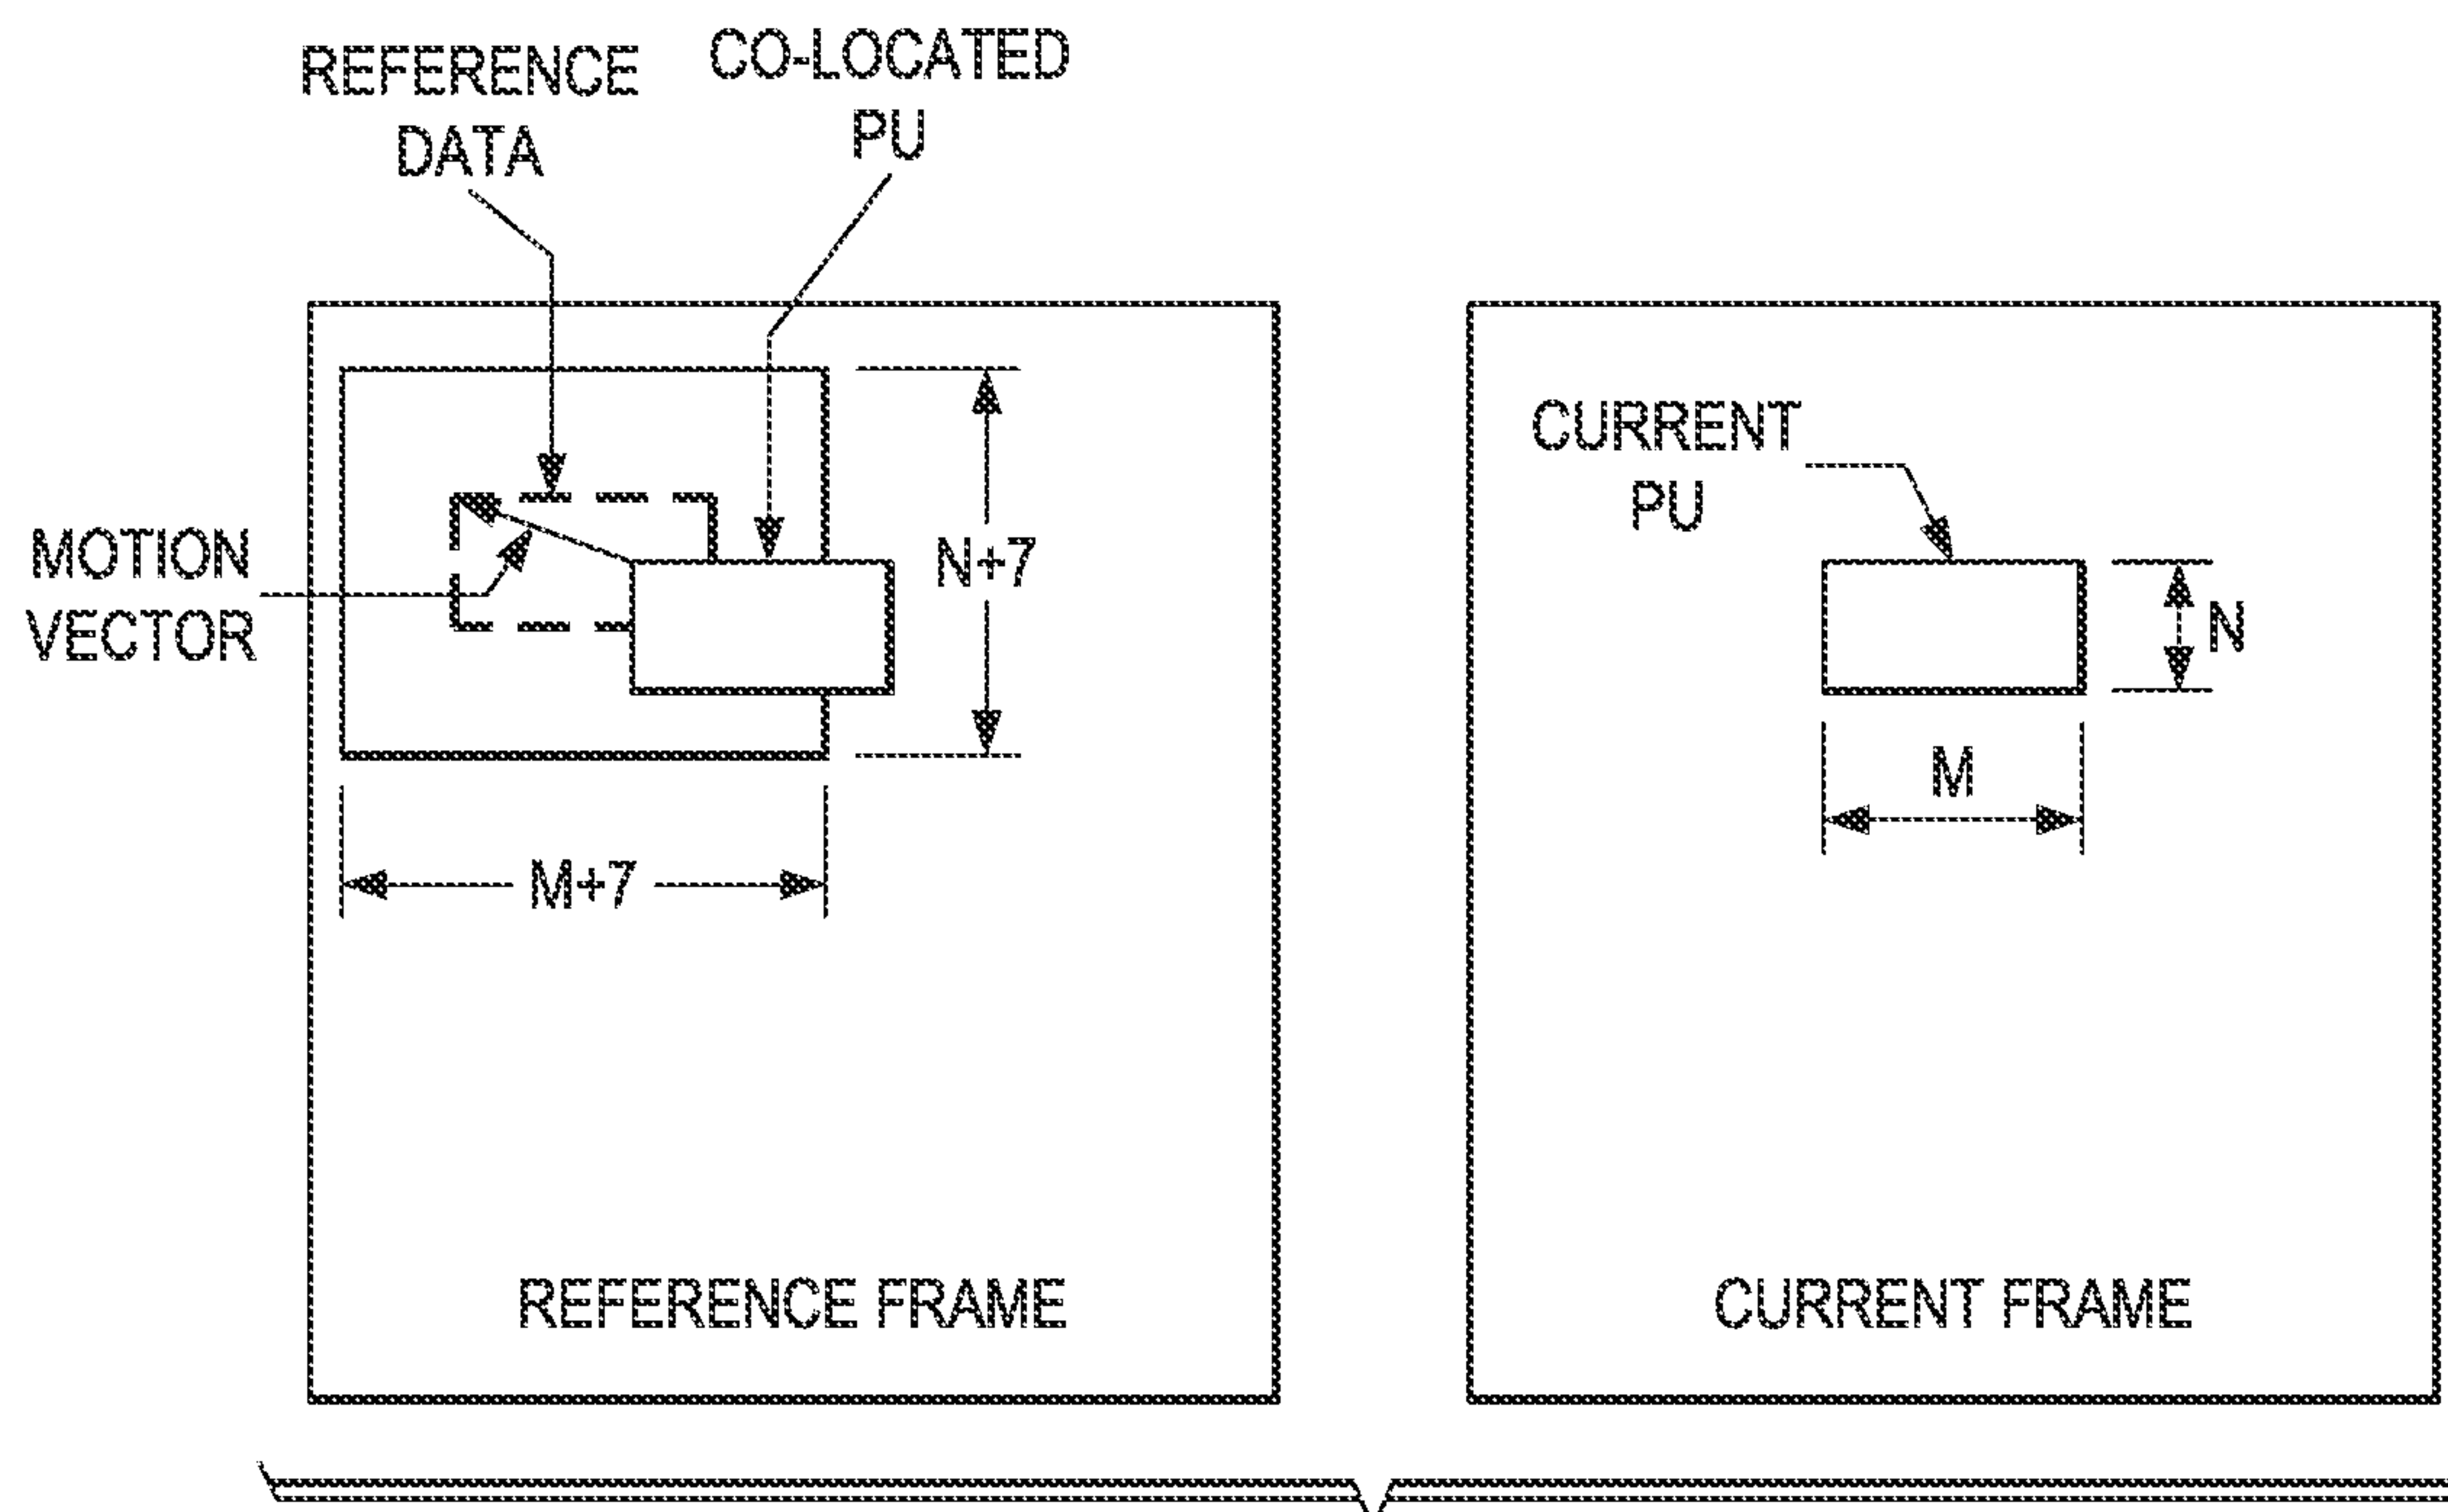 REFERENCE
DATA
CO-LOCATED
PU
MOTION
VECTOR
N+7
M+7
REFERENCE FRAME
CURRENT
PU
N
M
CURRENT FRAME